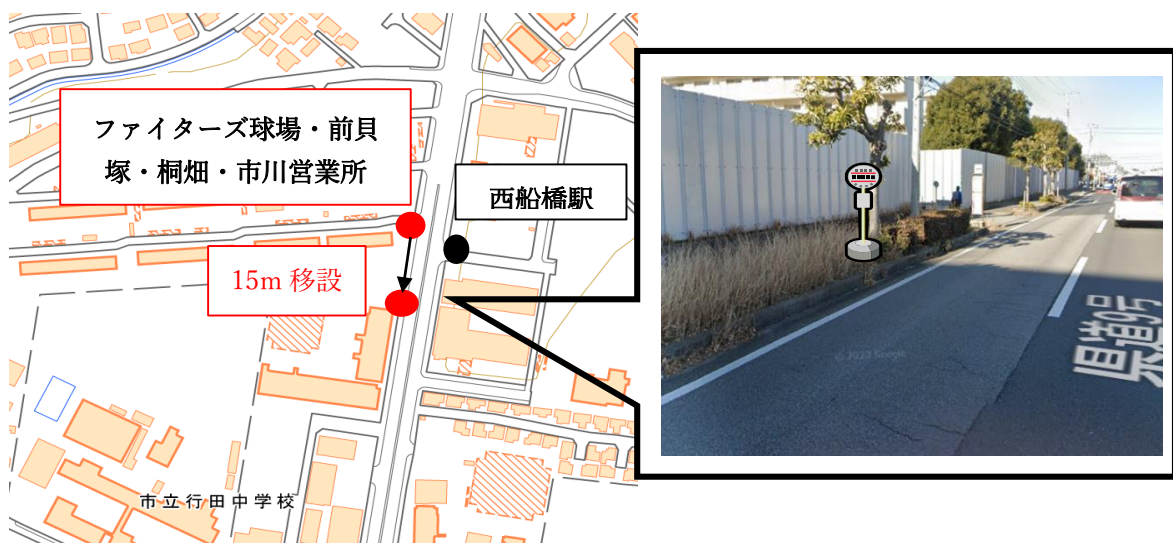 ファイターズ球場・前貝
塚・桐畑・市川営業所
西船橋駅
15m 移設
市立行田中学校
県道95号